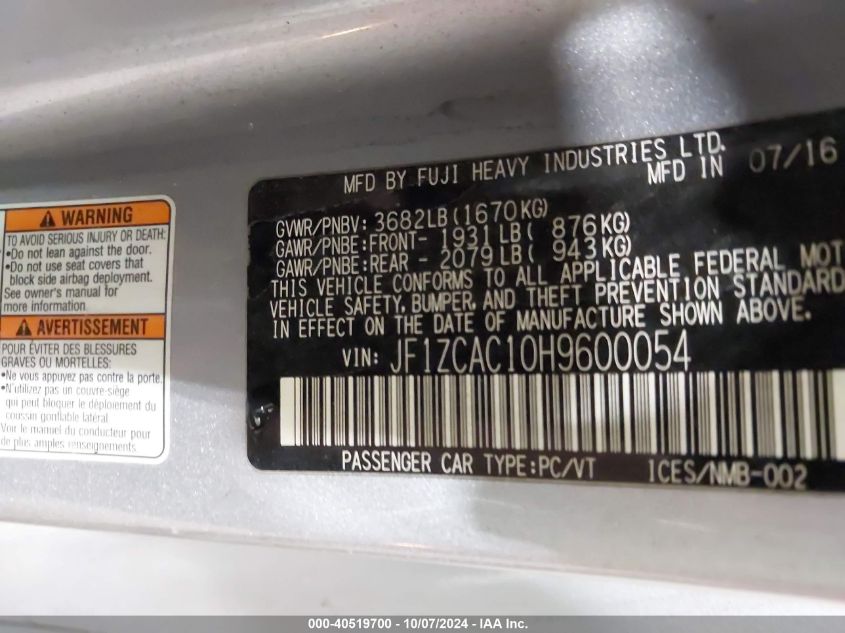 WARNING
TO AVOID SERIOUS INJURY OR DEATH:
•Do not lean against the door.
•Do not use seat covers that
block side airbag deployment.
See owner's manual for
more information.
AVERTISSEMENT
POUR ÉVITER DES BLESSURES
GRAVES OU MORTELLES:
•Ne vous appuyez pas contre la porte.
•N'utilizez pas un couvre-siège
qui peut bloquer le déploiement du
coussin gonflable latéral.
Voir le manuel du conducteur pour
de plus amples renseignements.
MFD BY FUJI HEAVY INDUSTRIES LTD.
MFD IN 07/16
GVWR/PNBV: 3682LB(1670KG)
GAWR/PNBE:FRONT- 1931LB( 876KG)
GAWR/PNBE:REAR - 2079LB( 943KG)
THIS VEHICLE CONFORMS TO ALL APPLICABLE FEDERAL MOT
VEHICLE SAFETY, BUMPER, AND THEFT PREVENTION STANDARD
IN EFFECT ON THE DATE OF MANUFACTURE SHOWN ABOVE.
VIN: JF1ZCAC10H9600054
PASSENGER CAR TYPE:PC/VT ICES/NMB-002
000-40519700 - 10/07/2024 - IAA Inc.